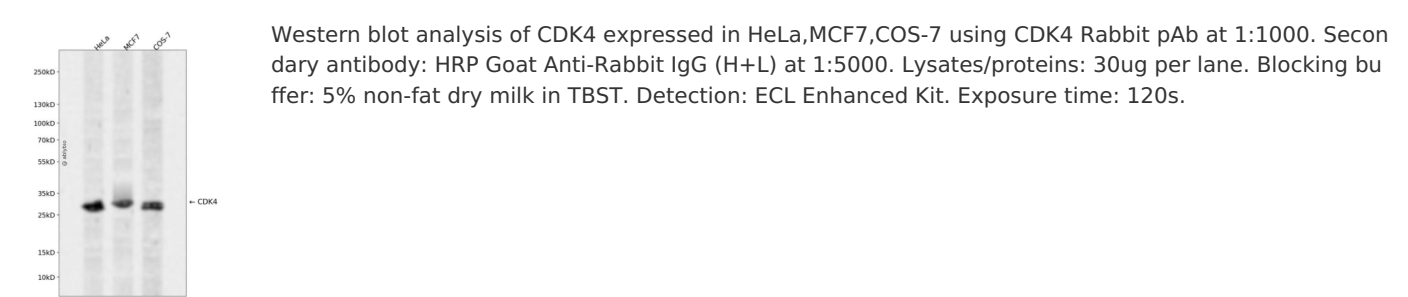 HeLa
MCF7
COS-7
250kD
130kD
100kD
70kD
55kD
35kD
25kD
15kD
10kD
@ ablybio
← CDK4
Western blot analysis of CDK4 expressed in HeLa,MCF7,COS-7 using CDK4 Rabbit pAb at 1:1000. Secon
dary antibody: HRP Goat Anti-Rabbit IgG (H+L) at 1:5000. Lysates/proteins: 30ug per lane. Blocking bu
ffer: 5% non-fat dry milk in TBST. Detection: ECL Enhanced Kit. Exposure time: 120s.